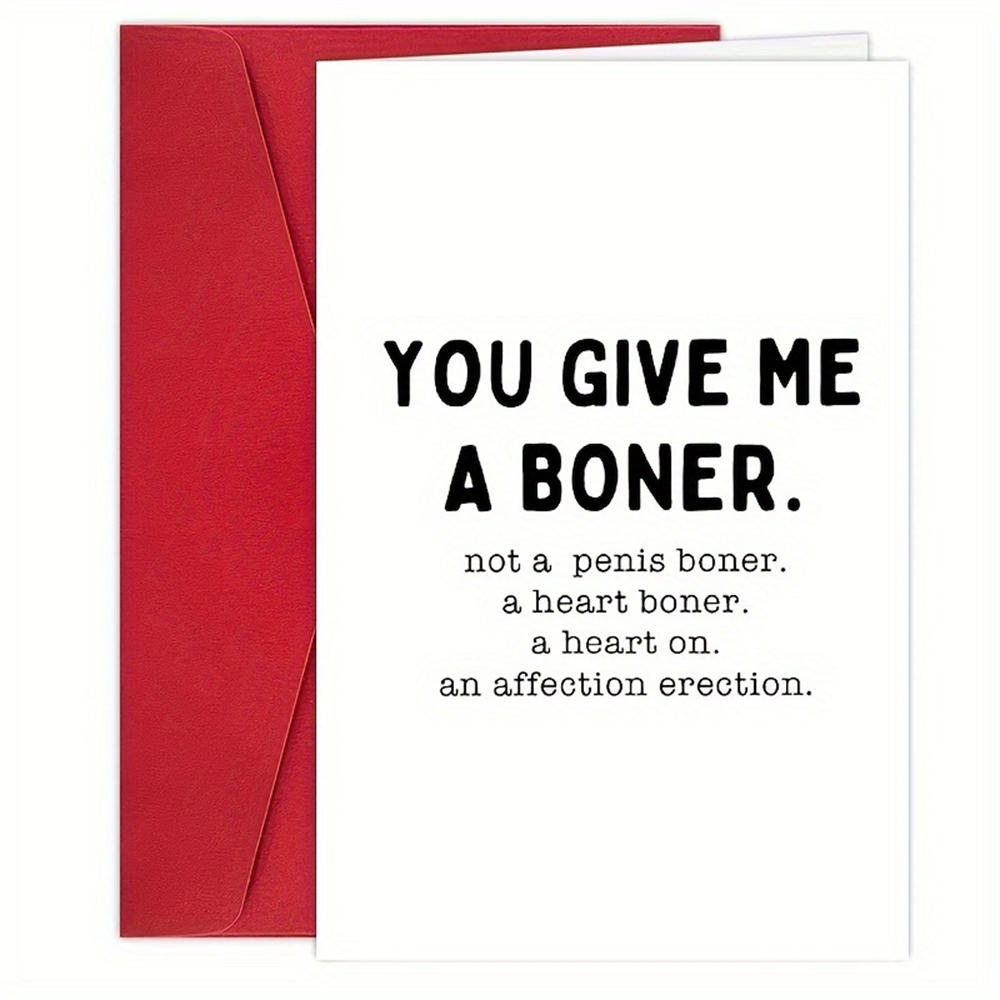 YOU GIVE ME
A BONER.
not a penis boner.
a heart boner.
a heart on.
an affection erection.